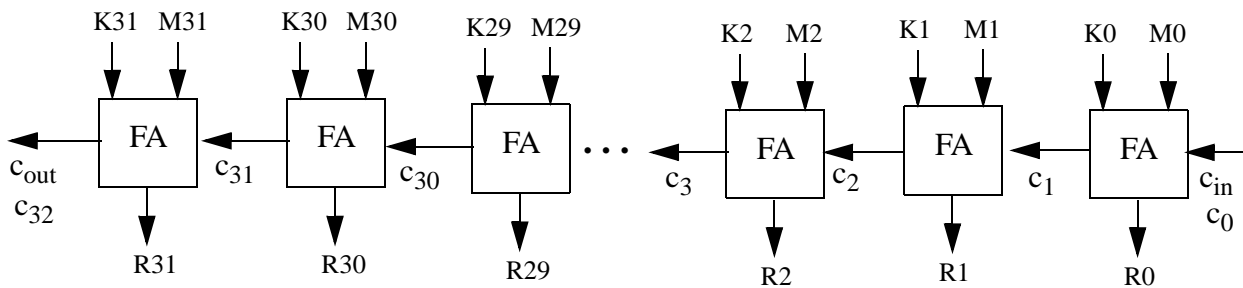 K31 M31 K30 M30 K29 M29 K2 M2 K1 M1 K0 M0
FA FA FA • • • FA FA FA
FA
c_out c_31 c_30 c_3 c_2 c_1 c_in
c_32 c_0
R31 R30 R29 R2 R1 R0